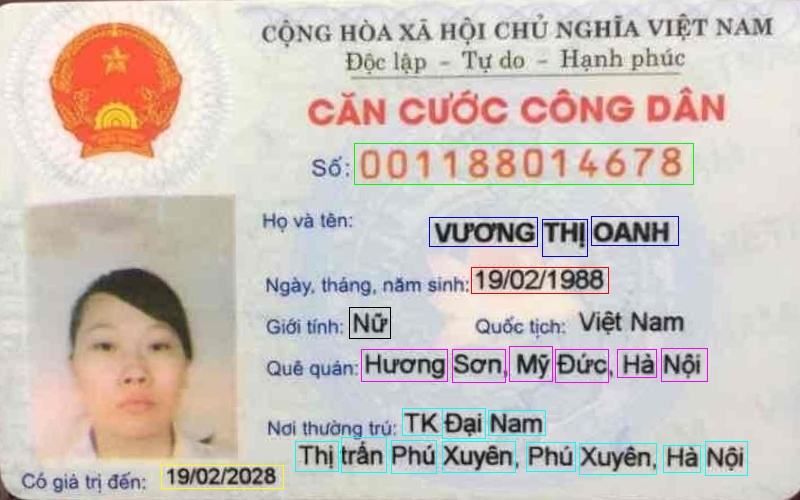 CỘNG HÒA XÃ HỘI CHỦ NGHĨA VIỆT NAM
Độc lập - Tự do - Hạnh phúc
CĂN CƯỚC CÔNG DÂN
Số: 001188014678
Họ và tên: VƯƠNG THỊ OANH
Ngày, tháng, năm sinh: 19/02/1988
Giới tính: Nữ Quốc tịch: Việt Nam
Quê quán: Hương Sơn, Mỹ Đức, Hà Nội
Nơi thường trú: TK Đại Nam
Thị trấn Phú Xuyên, Phú Xuyên, Hà Nội
Có giá trị đến: 19/02/2028